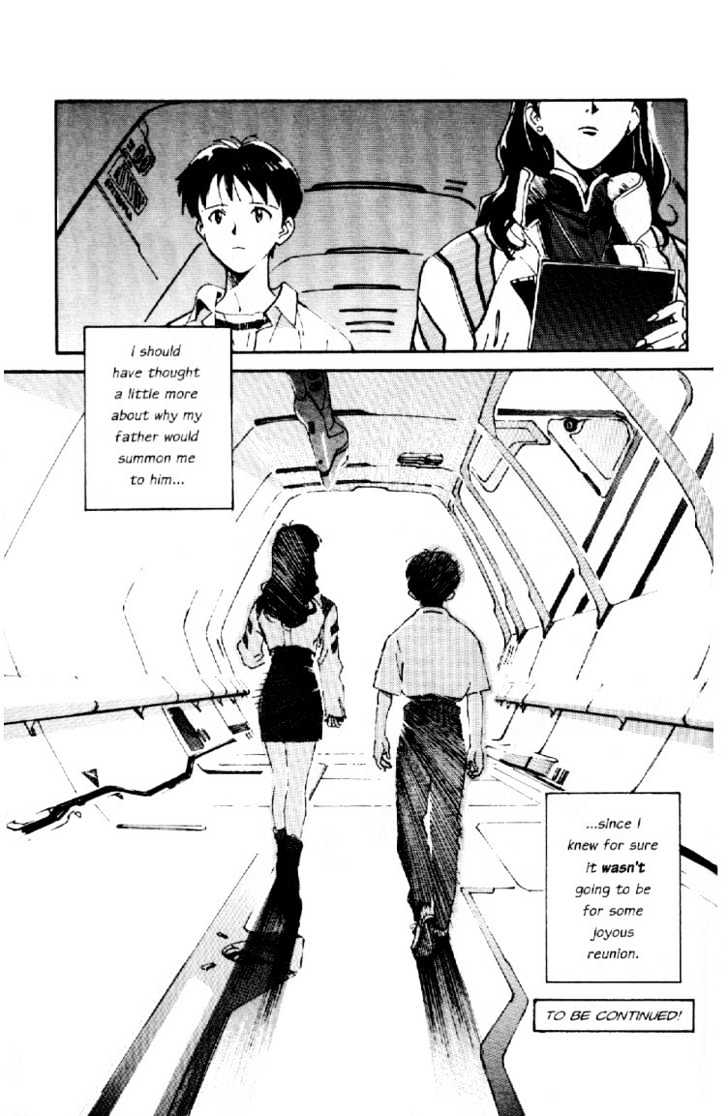 I should
have thought
a little more
about why my
father would
summon me
to him...
...since I
knew for sure
it wasn't
going to be
for some
joyous
reunion.
TO BE CONTINUED!